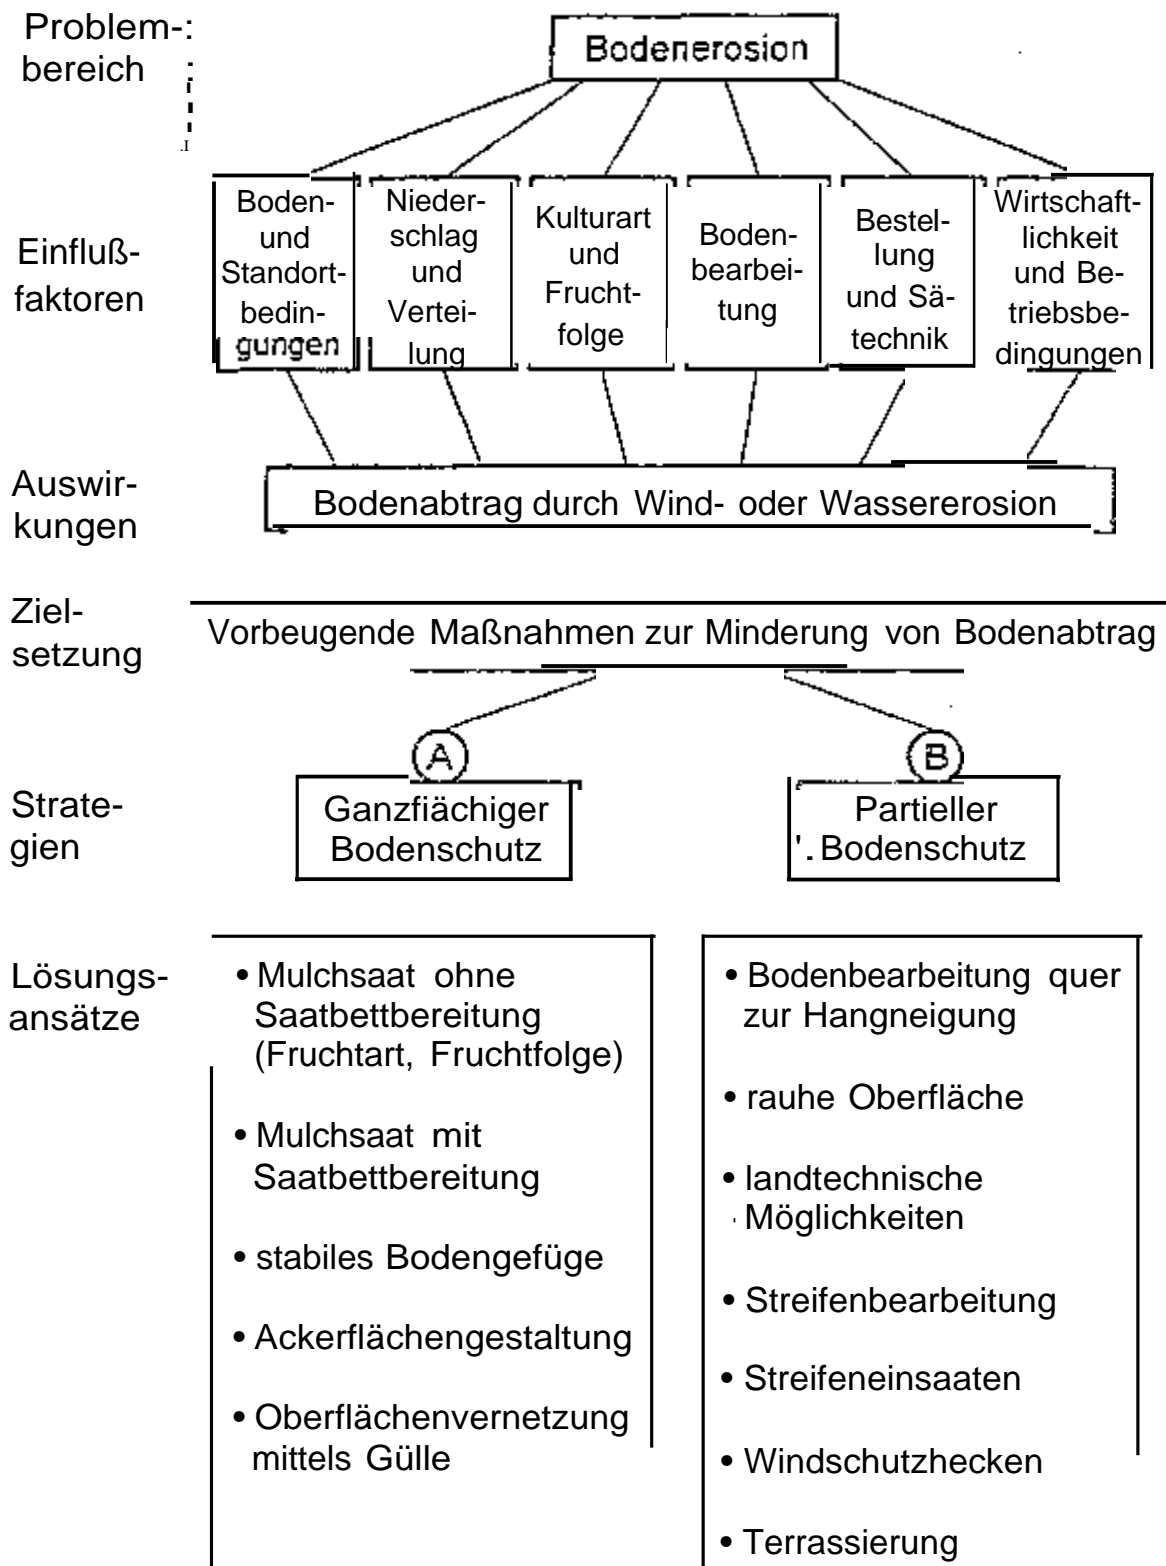 Problem-:
bereich
Bodenerosion
Einfluß-
faktoren
Boden-
und
Standort-
bedin-
gungen
Nieder-
schlag
und
Vertei-
lung
Kulturart
und
Frucht-
folge
Boden-
bearbei-
tung
Bestel-
lung
und Sä-
technik
Wirtschaft-
lichkeit
und Be-
triebsbe-
dingungen
Auswir-
kungen
Bodenabtrag durch Wind- oder Wassererosion
Ziel-
setzung
Vorbeugende Maßnahmen zur Minderung von Bodenabtrag
A
B
Strate-
gien
Ganzfiächiger
Bodenschutz
Partieller
'. Bodenschutz
Lösungs-
ansätze
• Mulchsaat ohne
Saatbettbereitung
(Fruchtart, Fruchtfolge)
• Mulchsaat mit
Saatbettbereitung
• stabiles Bodengefüge
• Ackerflächengestaltung
• Oberflächenvernetzung
mittels Gülle
• Bodenbearbeitung quer
zur Hangneigung
• rauhe Oberfläche
• landtechnische
Möglichkeiten
• Streifenbearbeitung
• Streifeneinsaaten
• Windschutzhecken
• Terrassierung